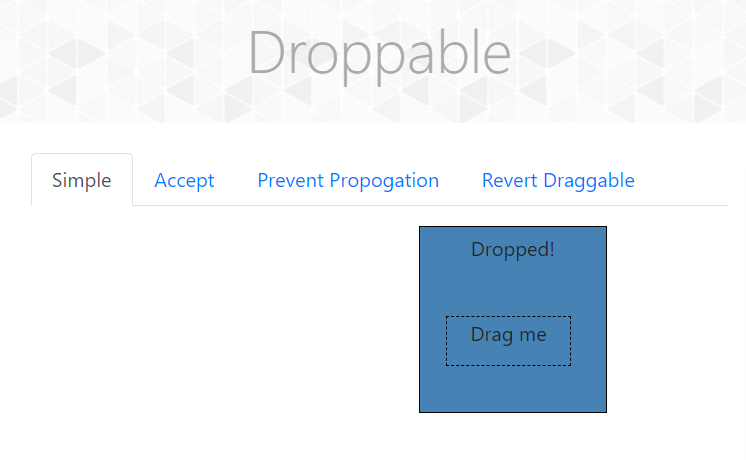 Droppable
Simple Accept Prevent Propogation Revert Draggable
Dropped!
Drag me